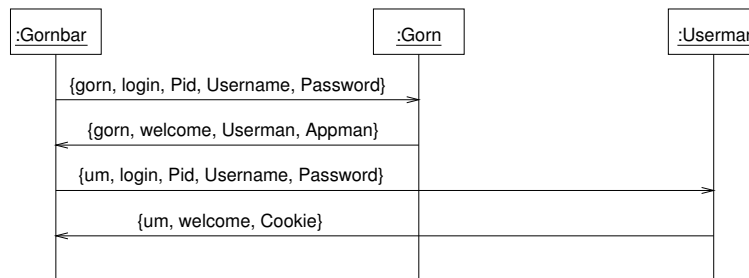 :Gornbar
:Gorn
:Userman
{gorn, login, Pid, Username, Password}
{gorn, welcome, Userman, Appman}
{um, login, Pid, Username, Password}
{um, welcome, Cookie}